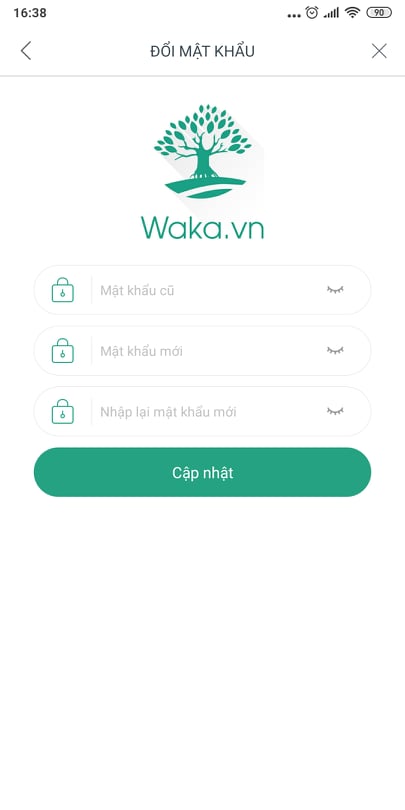 16:38
90
ĐỔI MẬT KHẨU
Waka.vn
Mật khẩu cũ
Mật khẩu mới
Nhập lại mật khẩu mới
Cập nhật